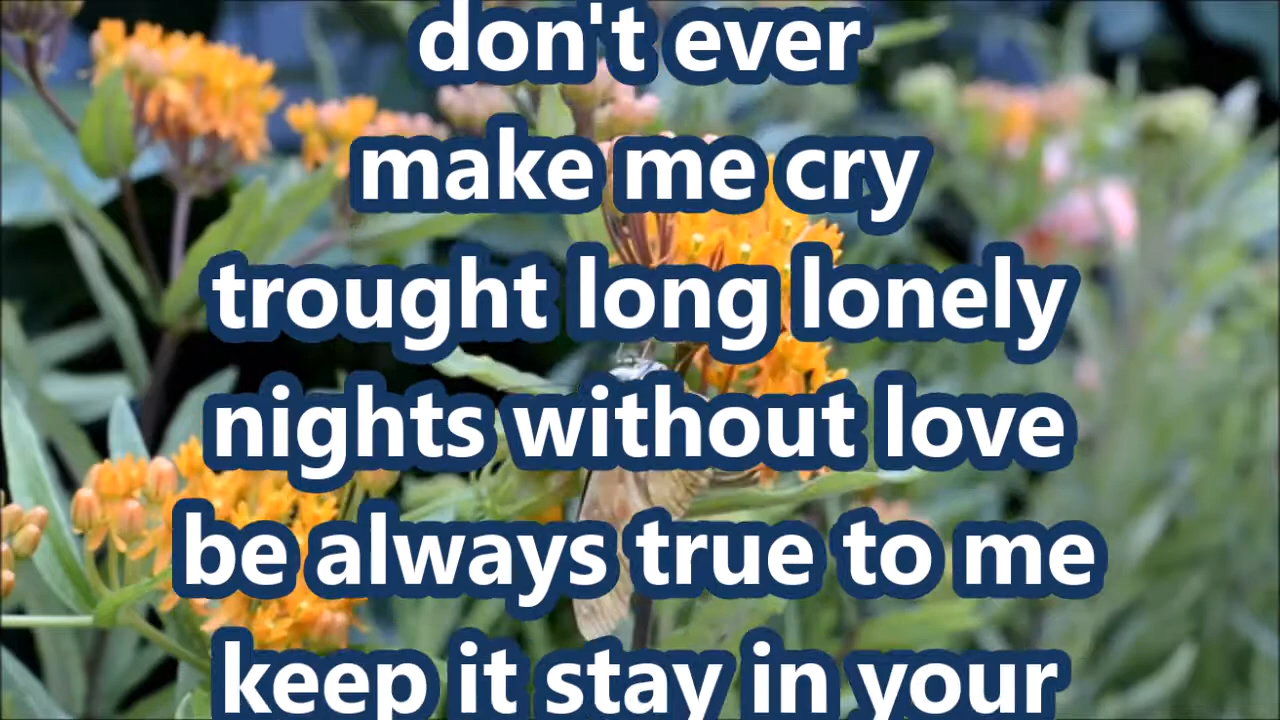 don't ever
make me cry
trought long lonely
nights without love
be always true to me
keep it stay in your